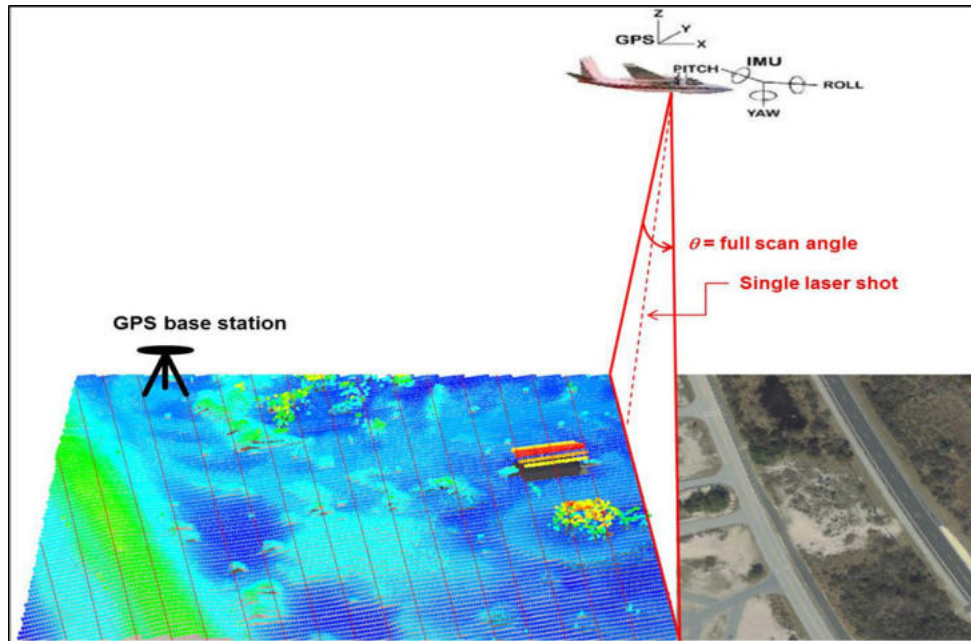 Z
Y
GPS
X
PITCH
IMU
ROLL
YAW
θ = full scan angle
Single laser shot
GPS base station